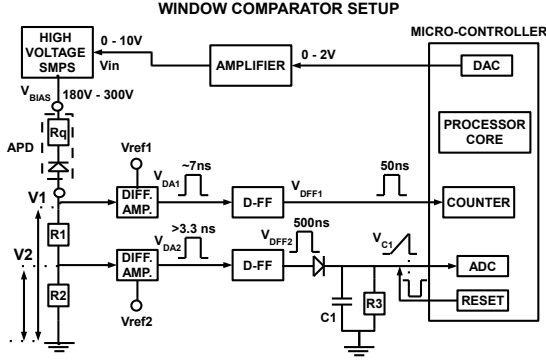 WINDOW COMPARATOR SETUP
MICRO-CONTROLLER
HIGH
VOLTAGE
SMPS
0 - 10V
Vin
AMPLIFIER
0 - 2V
DAC
VBIAS
180V - 300V
PROCESSOR
CORE
APD
Rq
Vref1
V1
DIFF.
AMP.
VDA1
~7ns
D-FF
VDFF1
50ns
COUNTER
R1
V2
DIFF.
AMP.
VDA2
>3.3 ns
D-FF
VDFF2
500ns
VC1
ADC
R2
Vref2
C1
R3
RESET